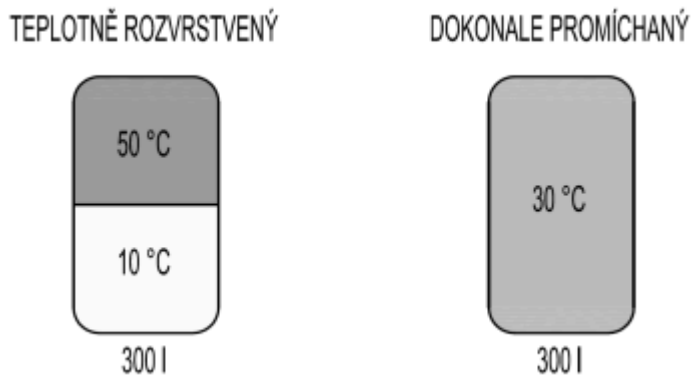 TEPLOTNĚ ROZVRSTVENÝ
50 °C
10 °C
300 l
DOKONALE PROMÍCHANÝ
30 °C
300 l